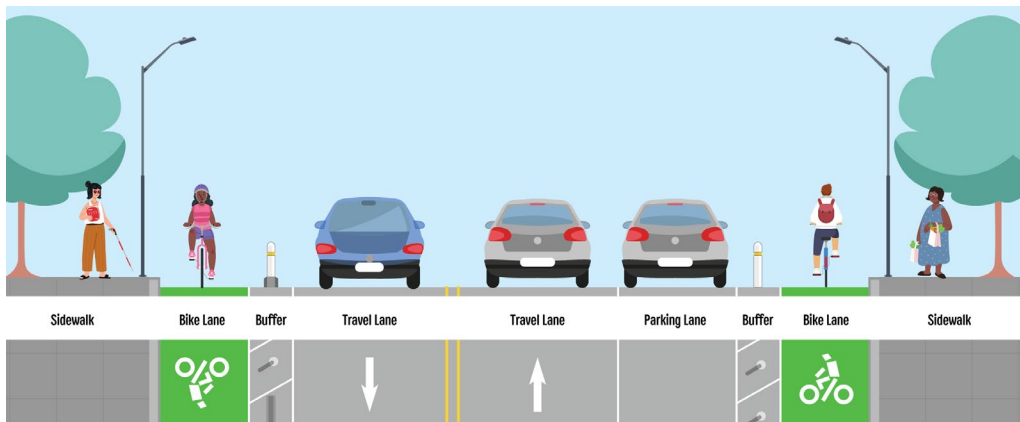 Sidewalk
Bike Lane
Buffer
Travel Lane
Travel Lane
Parking Lane
Buffer
Bike Lane
Sidewalk